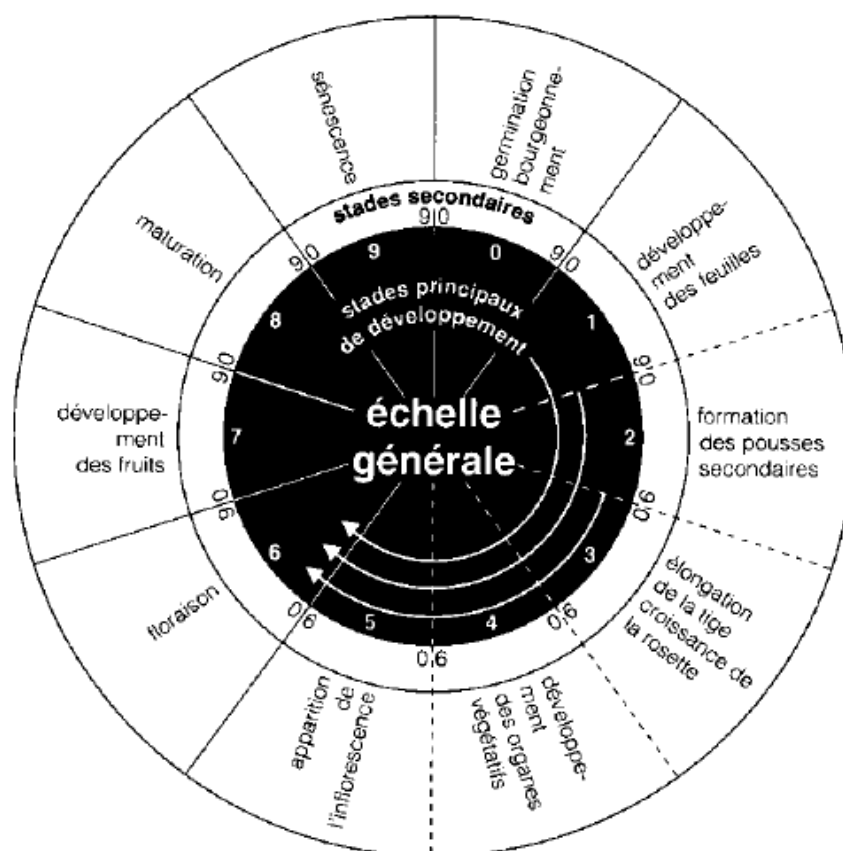 sénescence
germination
bourgeonne-
ment
stades secondaires
9 0
9 0
9 0
maturation
développe-
ment
des feuilles
9
0
stades principaux
de développement
8
1
9 0
0,9
échelle
générale
développe-
ment
des fruits
7
2
formation
des pousses
secondaires
0,6
0,9
floraison
6
3
élongation
de la tige
croissance de
la rosette
0,6
5
4
0,6
0,6
apparition
de
l'inflorescence
développe-
ment
des organes
végétatifs